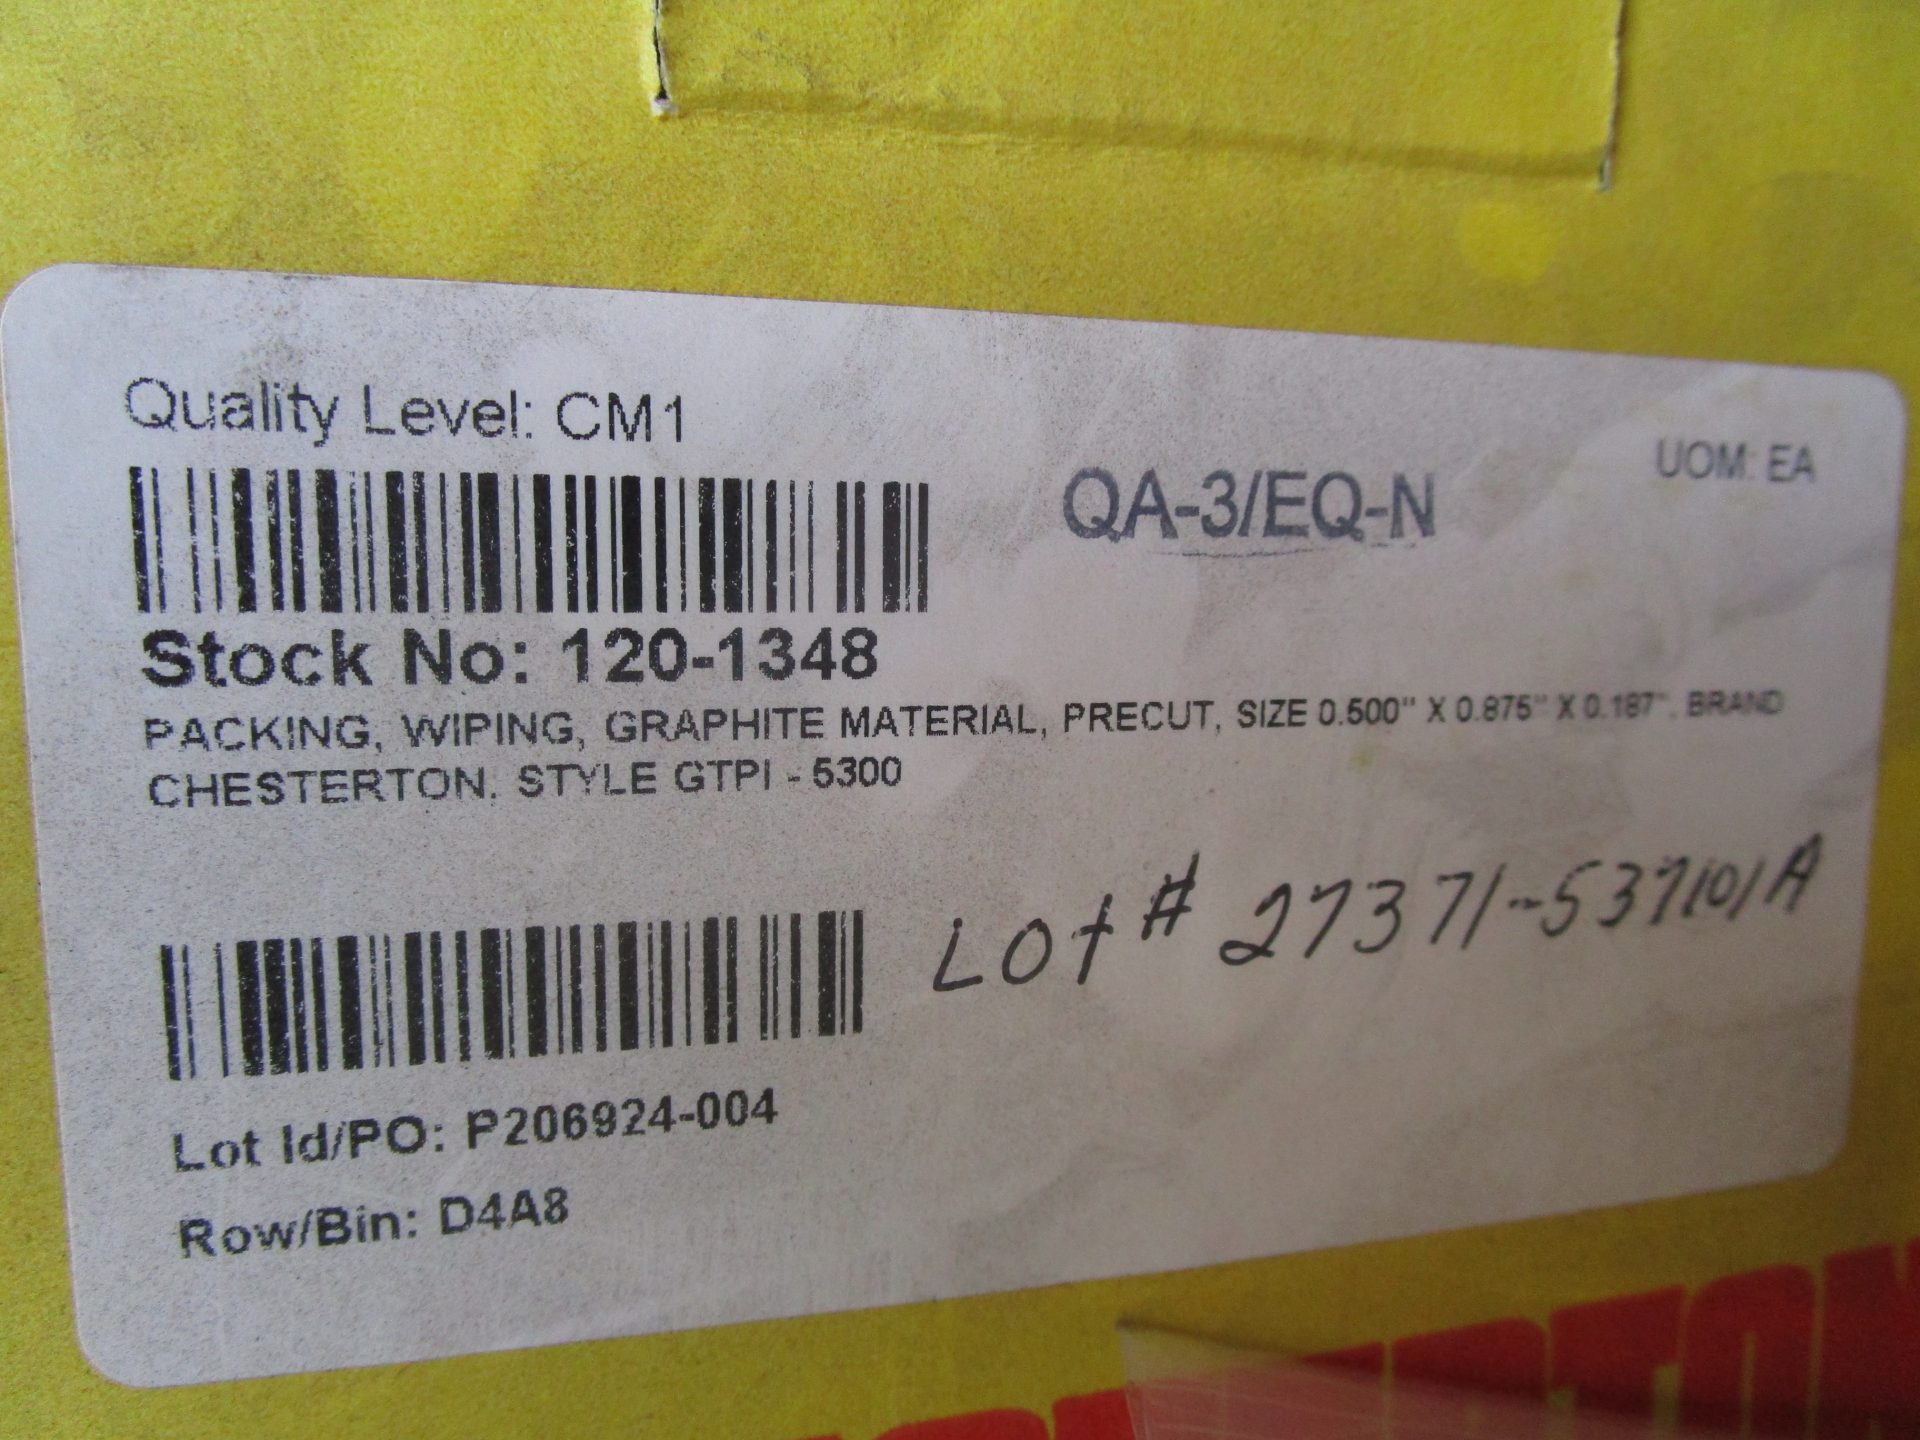 Quality Level: CM1
QA-3/EQ-N
UOM: EA
Stock No: 120-1348
PACKING, WIPING, GRAPHITE MATERIAL, PRECUT, SIZE 0.500" X 0.875" X 0.187", BRAND
CHESTERTON, STYLE GTPI - 5300
Lot # 27371-537101A
Lot Id/PO: P206924-004
Row/Bin: D4A8